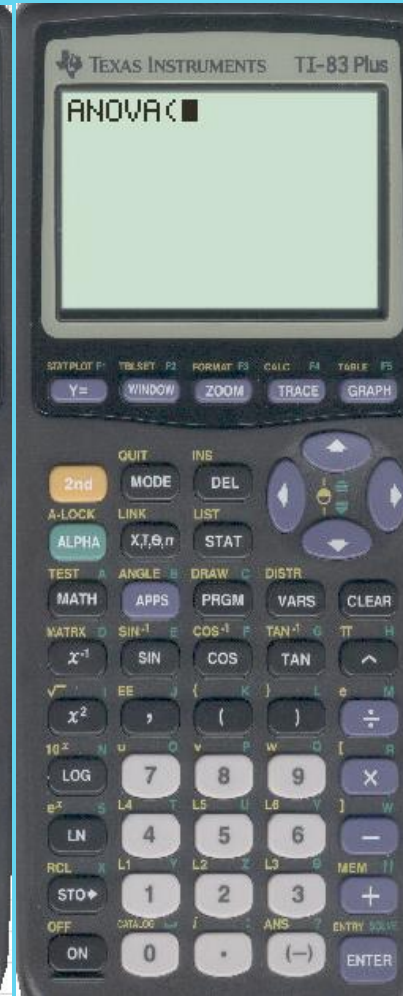 TEXAS INSTRUMENTS TI-83 Plus
ANOVA(
STAT PLOT F1 TBLSET F2 FORMAT F3 CALC F4 TABLE F5
Y= WINDOW ZOOM TRACE GRAPH
QUIT INS
2nd MODE DEL
A-LOCK LINK LIST
ALPHA X,T,Θ,n STAT
TEST A ANGLE B DRAW C DISTR
MATH APPS PRGM VARS CLEAR
MATRX D SIN⁻¹ E COS⁻¹ F TAN⁻¹ G π H
x⁻¹ SIN COS TAN ^
√ I EE J { K } L e M
x² , ( ) ÷
10ˣ N u O v P w Q [ R
LOG 7 8 9 ×
eˣ S L4 T L5 U L6 V ] W
LN 4 5 6 −
RCL X L1 Y L2 Z L3 θ MEM "
STO▸ 1 2 3 +
OFF CATALOG i : ANS ? ENTRY SOLVE
ON 0 . (−) ENTER